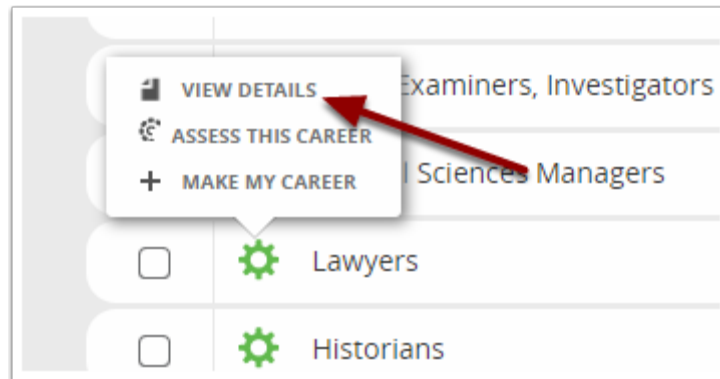 VIEW DETAILS
Examiners, Investigators
ASSESS THIS CAREER
Sciences Managers
MAKE MY CAREER
Lawyers
Historians